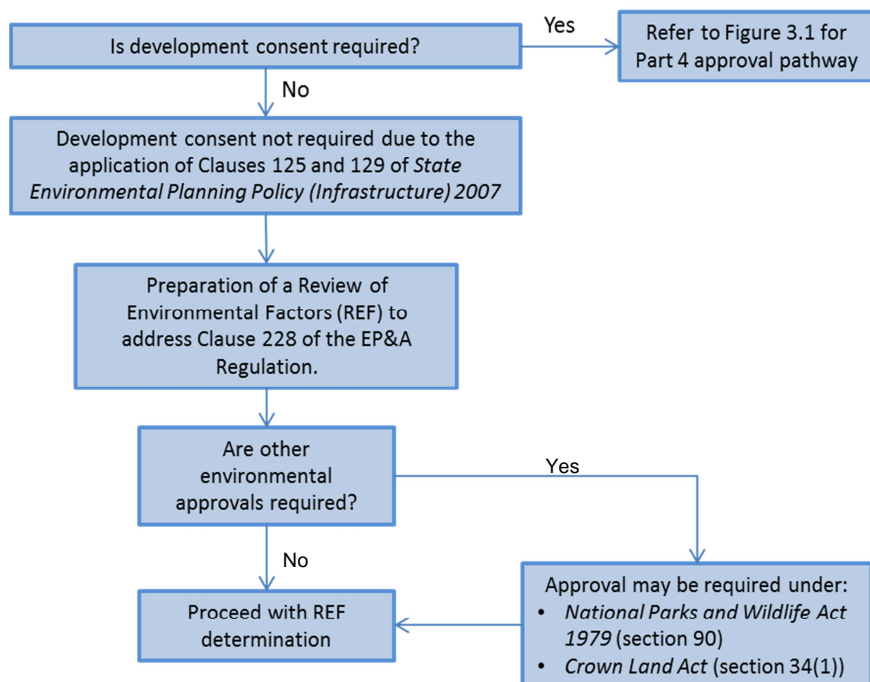 Is development consent required?
Yes
Refer to Figure 3.1 for
Part 4 approval pathway
No
Development consent not required due to the
application of Clauses 125 and 129 of State
Environmental Planning Policy (Infrastructure) 2007
Preparation of a Review of
Environmental Factors (REF) to
address Clause 228 of the EP&A
Regulation.
Are other
environmental
approvals required?
Yes
No
Proceed with REF
determination
Approval may be required under:
• National Parks and Wildlife Act
1979 (section 90)
• Crown Land Act (section 34(1))